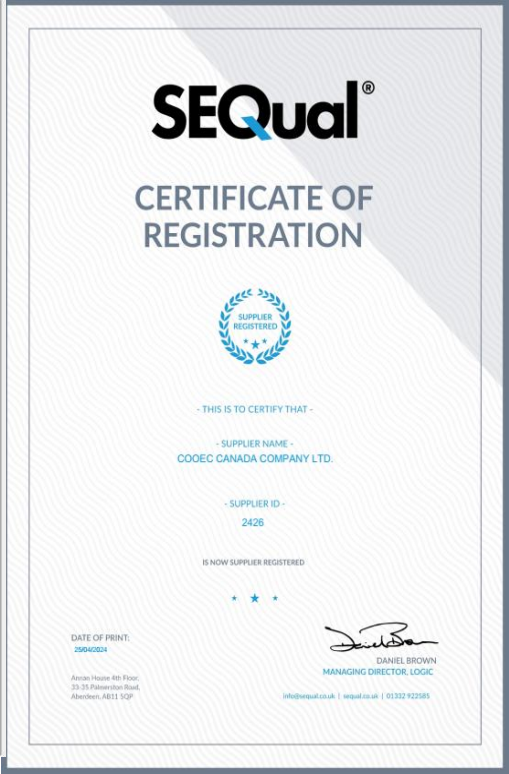 SEQual®
CERTIFICATE OF
REGISTRATION
SUPPLIER
REGISTERED
- THIS IS TO CERTIFY THAT -
- SUPPLIER NAME -
COOEC CANADA COMPANY LTD.
- SUPPLIER ID -
2426
IS NOW SUPPLIER REGISTERED
DATE OF PRINT:
25/04/2024
Annan House 4th Floor,
33-35 Palmerston Road,
Aberdeen, AB11 5QP
DANIEL BROWN
MANAGING DIRECTOR, LOGIC
info@sequal.co.uk | sequal.co.uk | 01332 922585